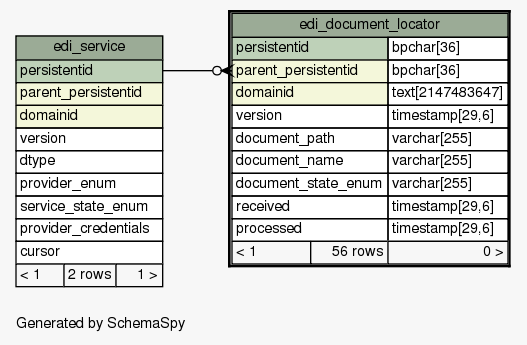 edi_service
persistentid
parent_persistentid
domainid
version
dtype
provider_enum
service_state_enum
provider_credentials
cursor
< 1 2 rows 1 >
edi_document_locator
persistentid bpchar[36]
parent_persistentid bpchar[36]
domainid text[2147483647]
version timestamp[29,6]
document_path varchar[255]
document_name varchar[255]
document_state_enum varchar[255]
received timestamp[29,6]
processed timestamp[29,6]
< 1 56 rows 0 >
Generated by SchemaSpy